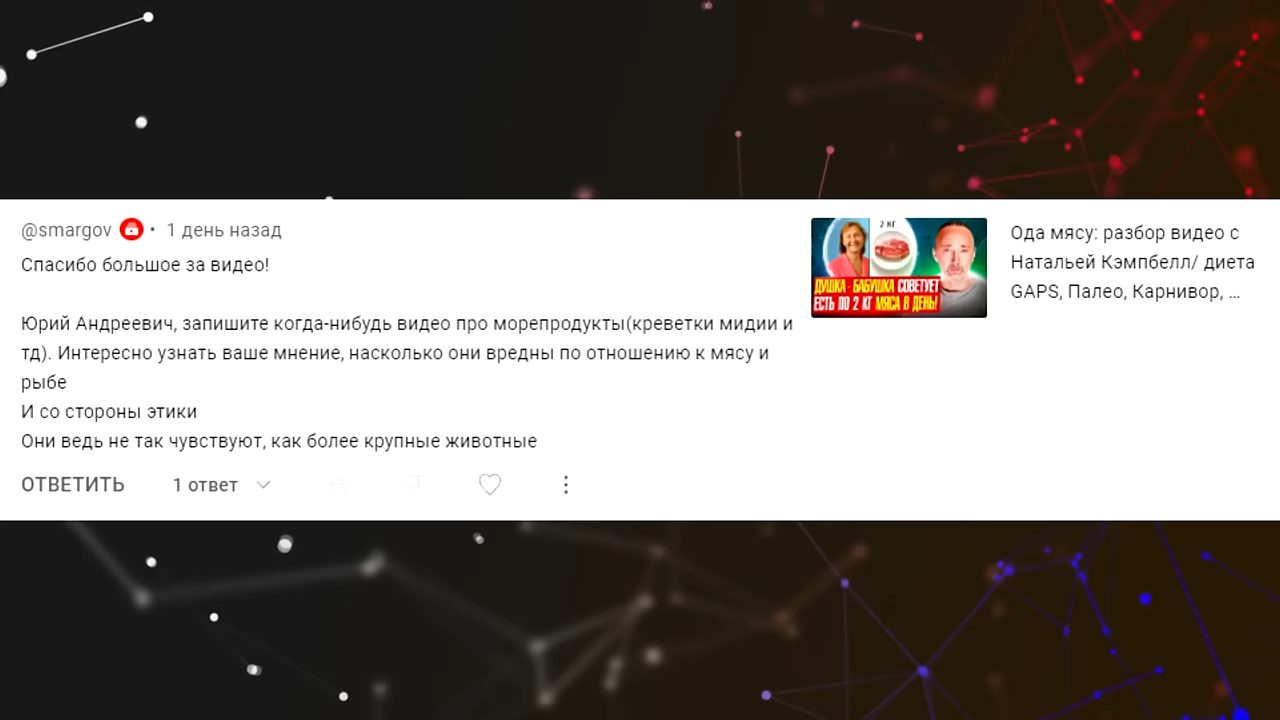 @smargov • 1 день назад
Спасибо большое за видео!
Юрий Андреевич, запишите когда-нибудь видео про морепродукты(креветки мидии и
тд). Интересно узнать ваше мнение, насколько они вредны по отношению к мясу и
рыбе
И со стороны этики
Они ведь не так чувствуют, как более крупные животные
ОТВЕТИТЬ 1 ответ
2 КГ
ДУШКА - БАБУШКА СОВЕТУЕТ
ЕСТЬ ПО 2 КГ МЯСА В ДЕНЬ!
Ода мясу: разбор видео с
Натальей Кэмпбелл/ диета
GAPS, Палео, Карнивор, ...